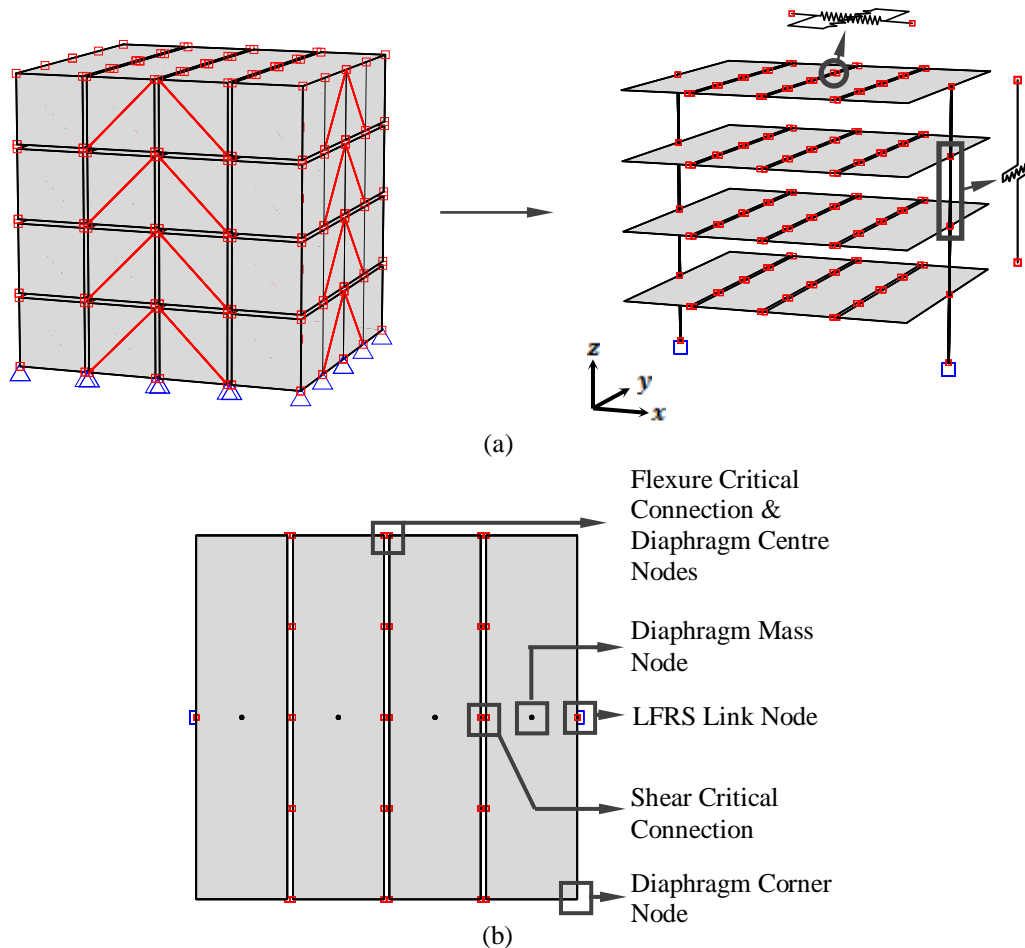 z
y
x
(a)
Flexure Critical
Connection &
Diaphragm Centre
Nodes
Diaphragm Mass
Node
LFRS Link Node
Shear Critical
Connection
Diaphragm Corner
Node
(b)